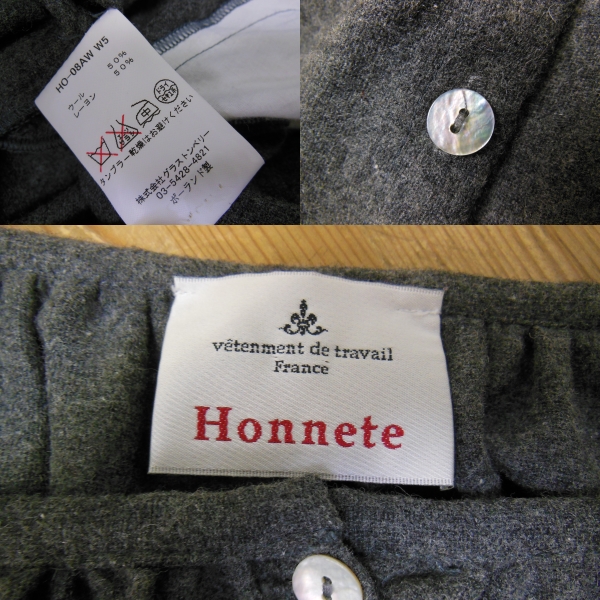 HO-08AW W5
ウール 50%
レーヨン 50%
タンブラー乾燥はお避けください
株式会社グラストンベリー
03-5428-4821
ポーランド製
vêtenment de travail
France
Honnete